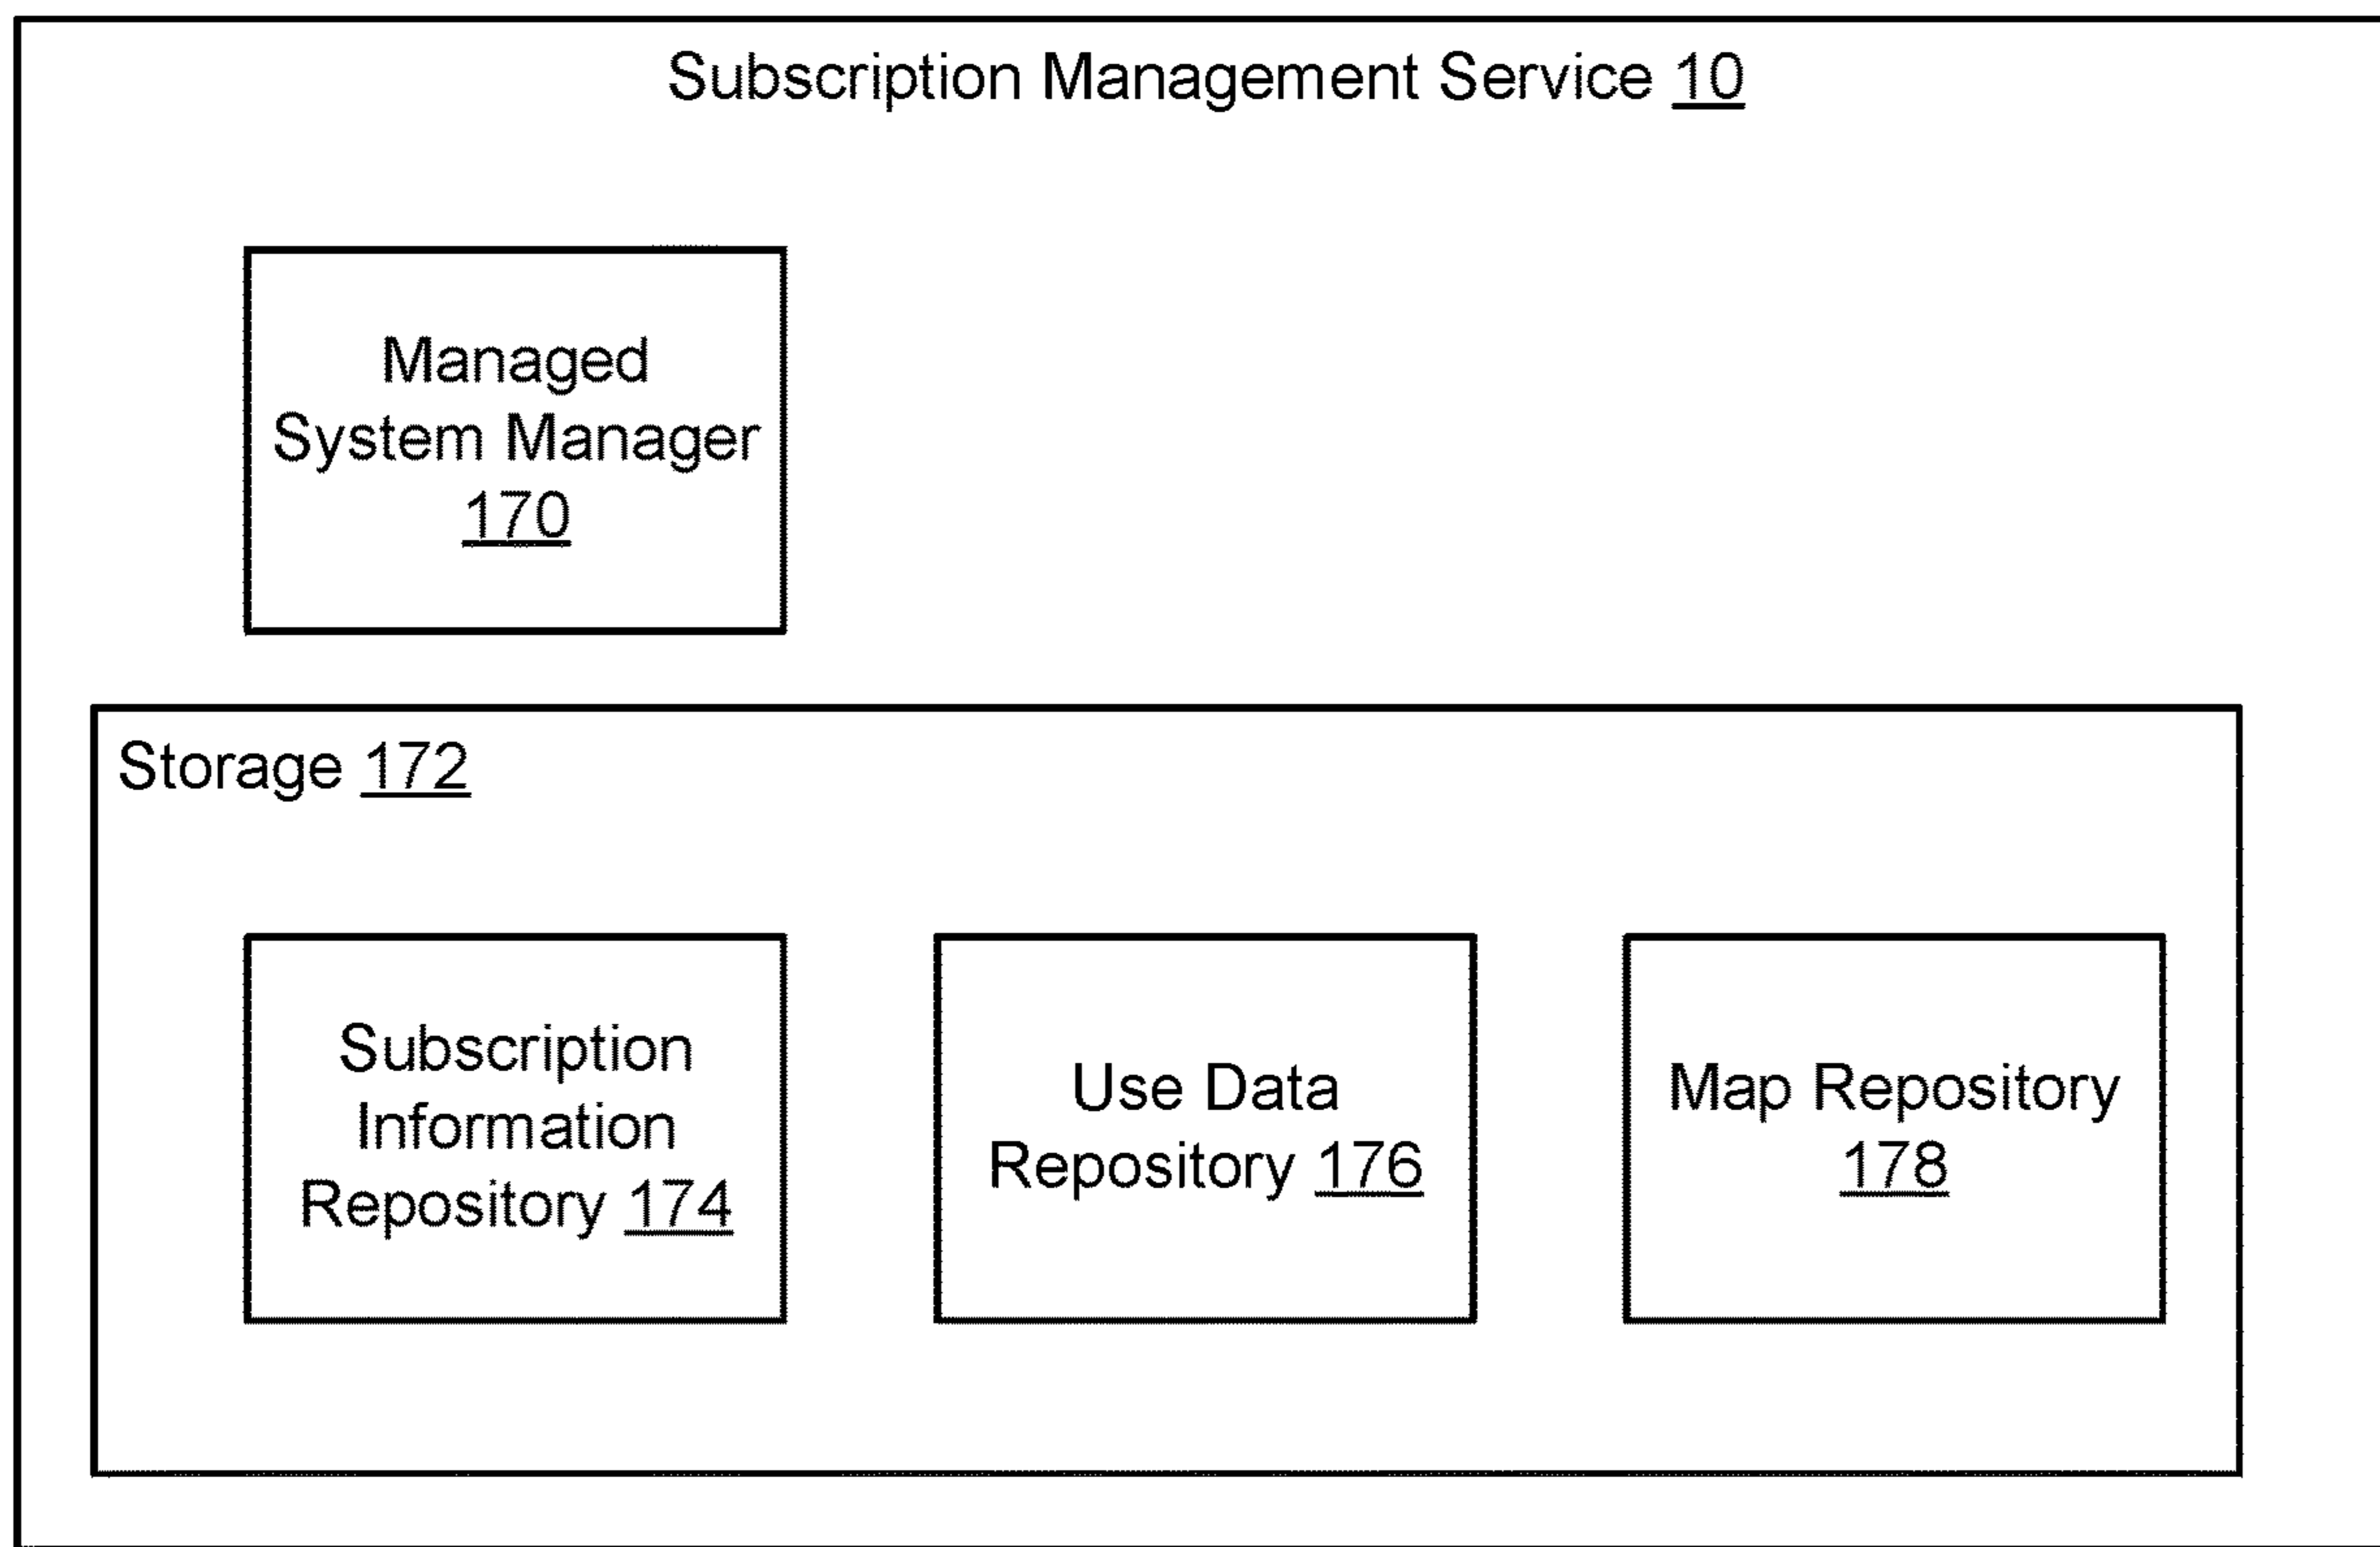 Subscription Management Service 10
Managed
System Manager
170
Storage 172
Subscription
Information
Repository 174
Use Data
Repository 176
Map Repository
178